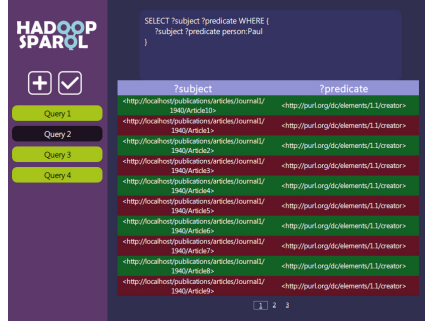 HADOOP
SPARQL
Query 1
Query 2
Query 3
Query 4
SELECT ?subject ?predicate WHERE {
?subject ?predicate person:Paul
}
?subject ?predicate
<http://localhost/publications/articles/Journal1/
1940/Article10> <http://purl.org/dc/elements/1.1/creator>
<http://localhost/publications/articles/Journal1/
1940/Article1> <http://purl.org/dc/elements/1.1/creator>
<http://localhost/publications/articles/Journal1/
1940/Article2> <http://purl.org/dc/elements/1.1/creator>
<http://localhost/publications/articles/Journal1/
1940/Article3> <http://purl.org/dc/elements/1.1/creator>
<http://localhost/publications/articles/Journal1/
1940/Article4> <http://purl.org/dc/elements/1.1/creator>
<http://localhost/publications/articles/Journal1/
1940/Article5> <http://purl.org/dc/elements/1.1/creator>
<http://localhost/publications/articles/Journal1/
1940/Article6> <http://purl.org/dc/elements/1.1/creator>
<http://localhost/publications/articles/Journal1/
1940/Article7> <http://purl.org/dc/elements/1.1/creator>
<http://localhost/publications/articles/Journal1/
1940/Article8> <http://purl.org/dc/elements/1.1/creator>
<http://localhost/publications/articles/Journal1/
1940/Article9> <http://purl.org/dc/elements/1.1/creator>
1 2 3